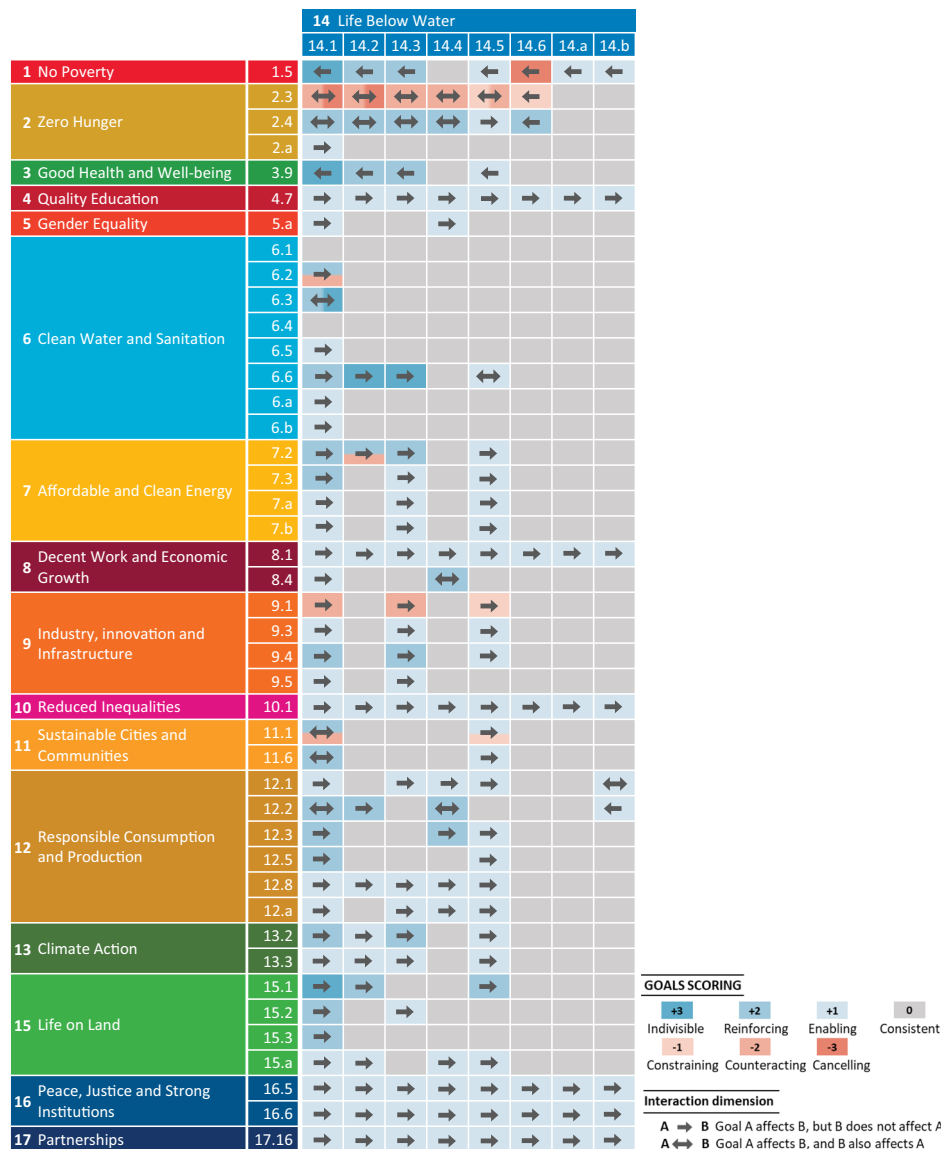 14 Life Below Water
14.1 14.2 14.3 14.4 14.5 14.6 14.a 14.b
1 No Poverty 1.5
2 Zero Hunger
2.3
2.4
2.a
3 Good Health and Well-being 3.9
4 Quality Education 4.7
5 Gender Equality 5.a
6 Clean Water and Sanitation
6.1
6.2
6.3
6.4
6.5
6.6
6.a
6.b
7 Affordable and Clean Energy
7.2
7.3
7.a
7.b
8 Decent Work and Economic
Growth
8.1
8.4
9 Industry, innovation and
Infrastructure
9.1
9.3
9.4
9.5
10 Reduced Inequalities 10.1
11 Sustainable Cities and
Communities
11.1
11.6
12 Responsible Consumption
and Production
12.1
12.2
12.3
12.5
12.8
12.a
13 Climate Action
13.2
13.3
15 Life on Land
15.1
15.2
15.3
15.a
16 Peace, Justice and Strong
Institutions
16.5
16.6
17 Partnerships 17.16
GOALS SCORING
+3 +2 +1 0
Indivisible Reinforcing Enabling Consistent
-1 -2 -3
Constraining Counteracting Cancelling
Interaction dimension
A → B Goal A affects B, but B does not affect A
A ↔ B Goal A affects B, and B also affects A